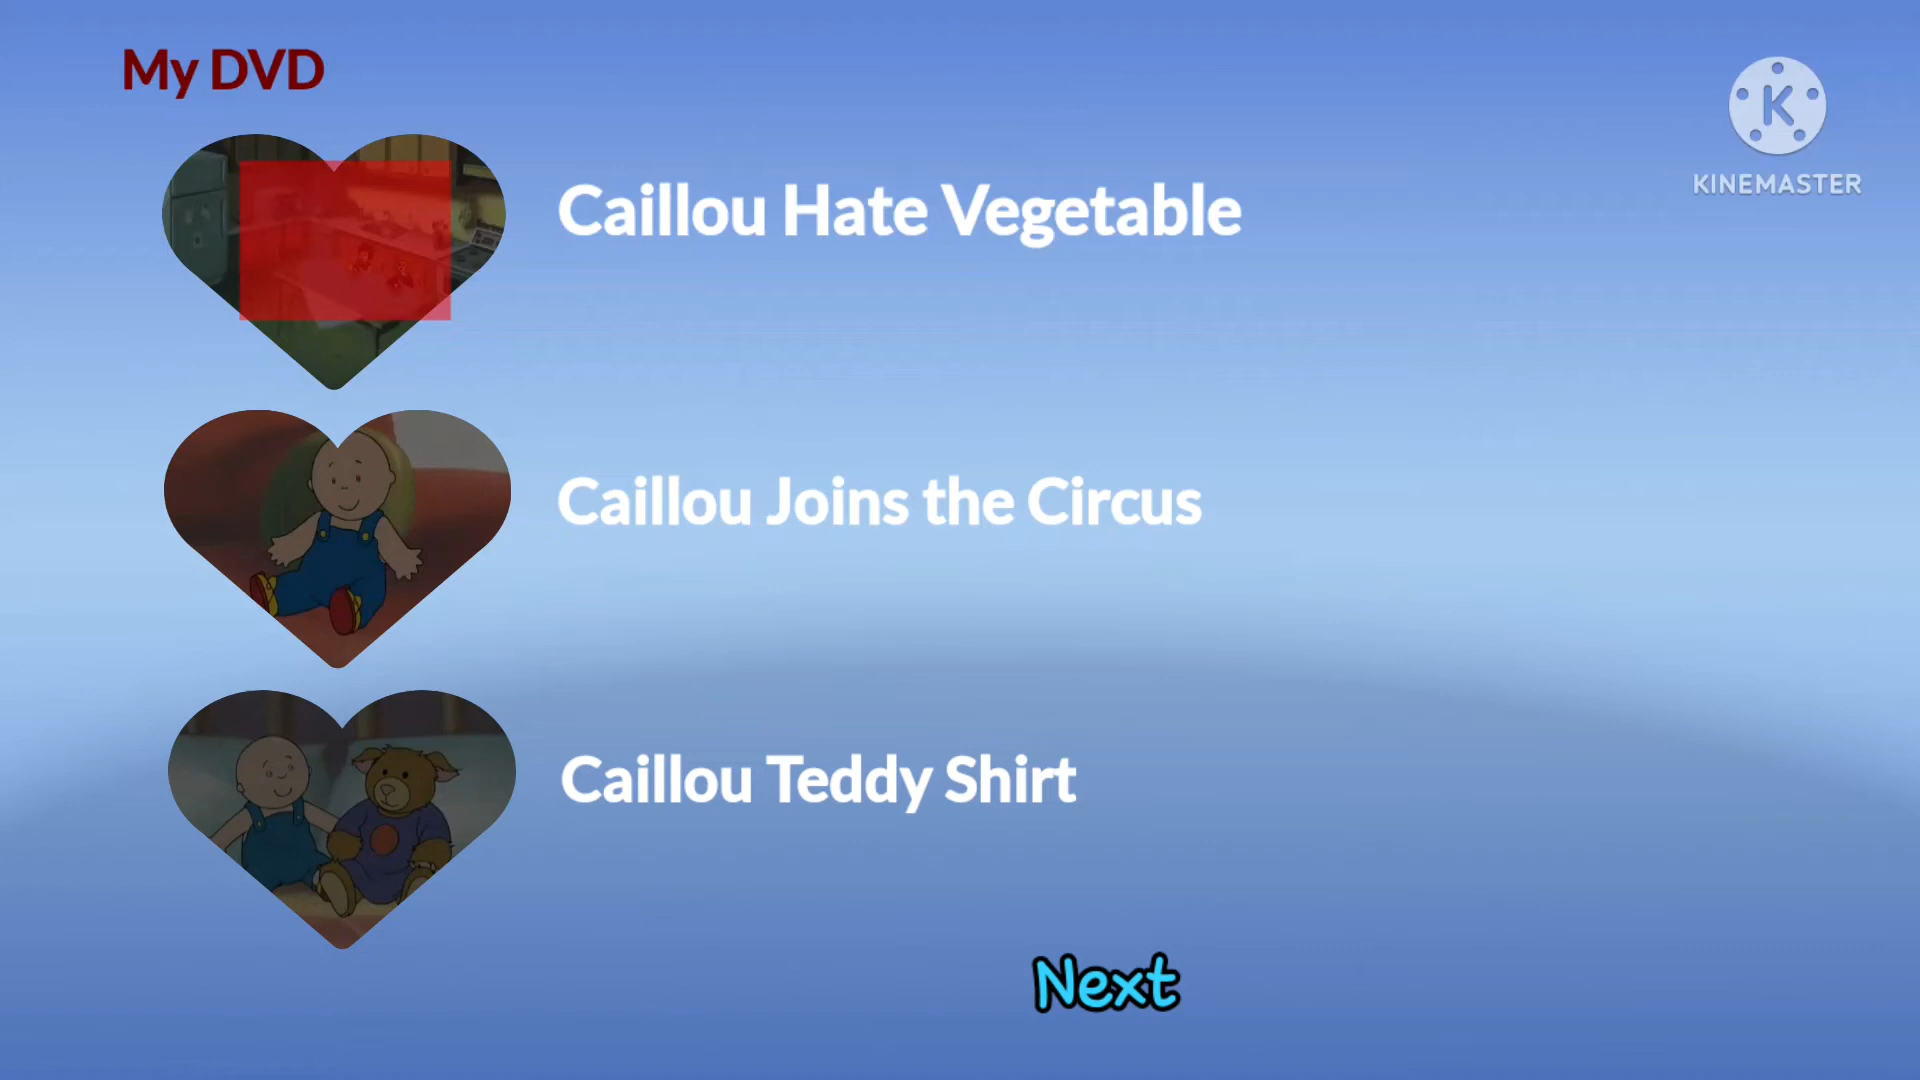 My DVD
K
KINEMASTER
Caillou Hate Vegetable
Caillou Joins the Circus
Caillou Teddy Shirt
Next